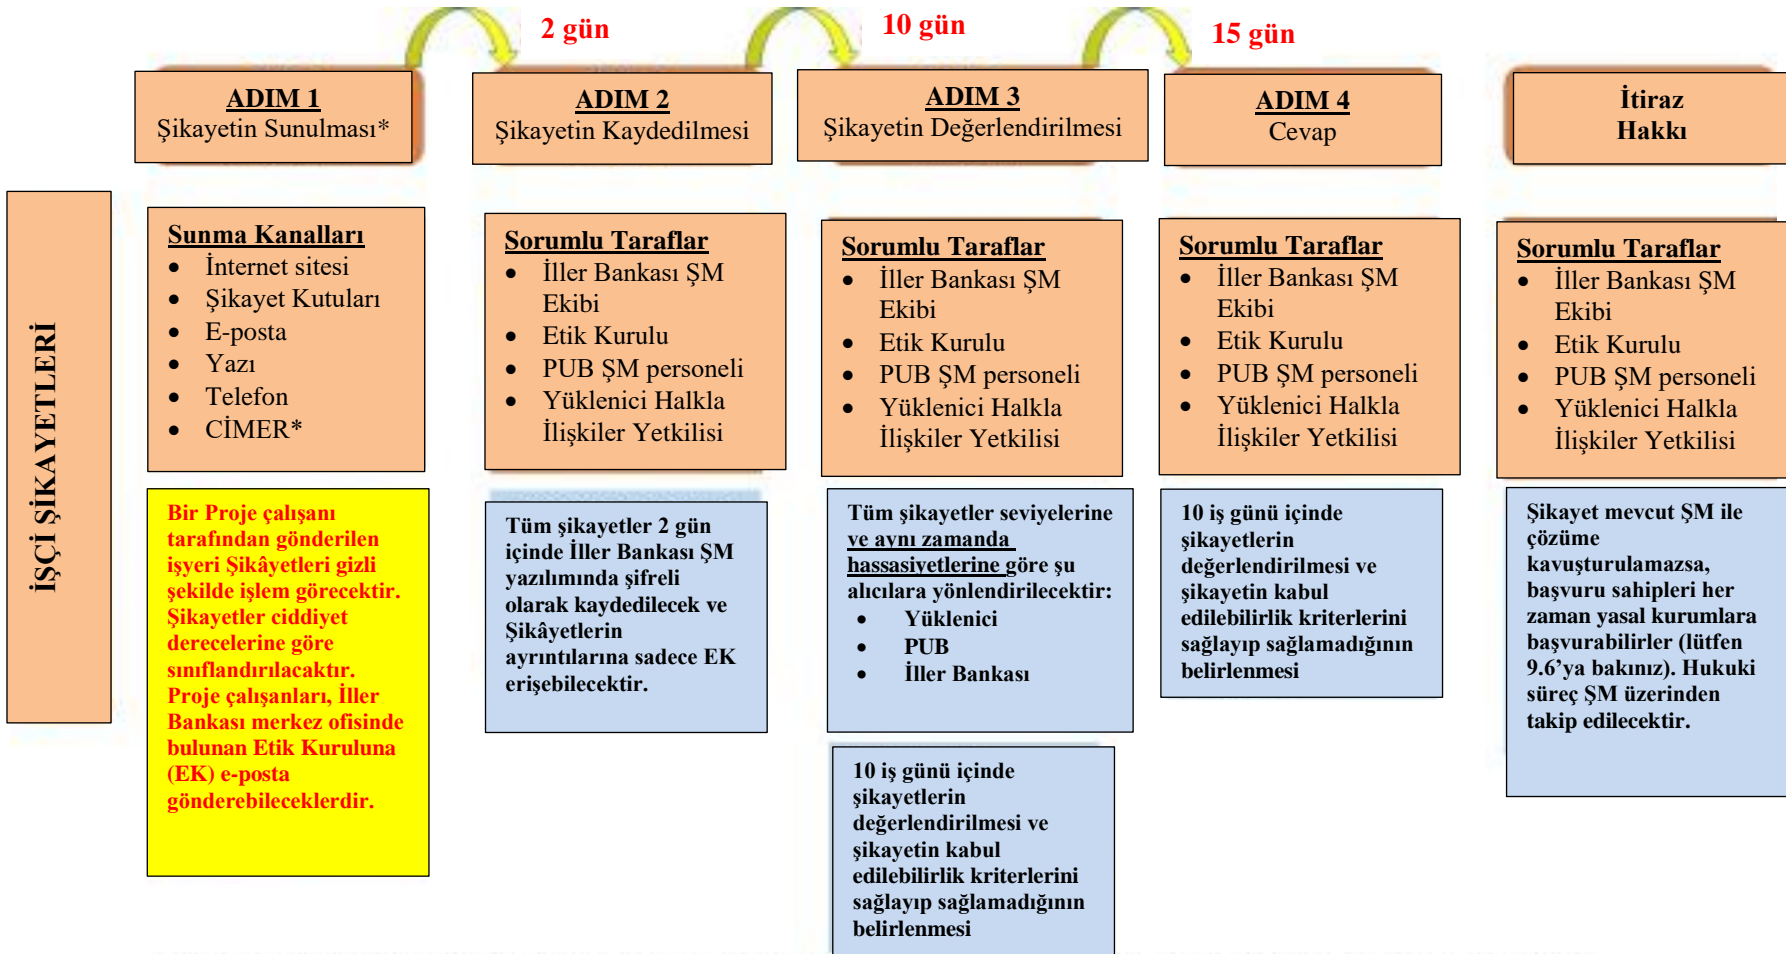 2 gün
10 gün
15 gün
ADIM 1
Şikayetin Sunulması*
ADIM 2
Şikayetin Kaydedilmesi
ADIM 3
Şikayetin Değerlendirilmesi
ADIM 4
Cevap
İtiraz
Hakkı
İŞÇİ ŞİKAYETLERİ
Sunma Kanalları
• İnternet sitesi
• Şikayet Kutuları
• E-posta
• Yazı
• Telefon
• CİMER*
Sorumlu Taraflar
• İller Bankası ŞM
Ekibi
• Etik Kurulu
• PUB ŞM personeli
• Yüklenici Halkla
İlişkiler Yetkilisi
Sorumlu Taraflar
• İller Bankası ŞM
Ekibi
• Etik Kurulu
• PUB ŞM personeli
• Yüklenici Halkla
İlişkiler Yetkilisi
Sorumlu Taraflar
• İller Bankası ŞM
Ekibi
• Etik Kurulu
• PUB ŞM personeli
• Yüklenici Halkla
İlişkiler Yetkilisi
Sorumlu Taraflar
• İller Bankası ŞM
Ekibi
• Etik Kurulu
• PUB ŞM personeli
• Yüklenici Halkla
İlişkiler Yetkilisi
Bir Proje çalışanı
tarafından gönderilen
işyeri Şikâyetleri gizli
şekilde işlem görecektir.
Şikayetler ciddiyet
derecelerine göre
sınıflandırılacaktır.
Proje çalışanları, İller
Bankası merkez ofisinde
bulunan Etik Kuruluna
(EK) e-posta
gönderebileceklerdir.
Tüm şikayetler 2 gün
içinde İller Bankası ŞM
yazılımında şifreli
olarak kaydedilecek ve
Şikâyetlerin
ayrıntılarına sadece EK
erişebilecektir.
Tüm şikayetler seviyelerine
ve aynı zamanda
hassasiyetlerine göre şu
alıcılara yönlendirilecektir:
• Yüklenici
• PUB
• İller Bankası
10 iş günü içinde
şikayetlerin
değerlendirilmesi ve
şikayetin kabul
edilebilirlik kriterlerini
sağlayıp sağlamadığının
belirlenmesi
10 iş günü içinde
şikayetlerin
değerlendirilmesi ve
şikayetin kabul
edilebilirlik kriterlerini
sağlayıp sağlamadığının
belirlenmesi
Şikayet mevcut ŞM ile
çözüme
kavuşturulamazsa,
başvuru sahipleri her
zaman yasal kurumlara
başvurabilirler (lütfen
9.6’ya bakınız). Hukuki
süreç ŞM üzerinden
takip edilecektir.